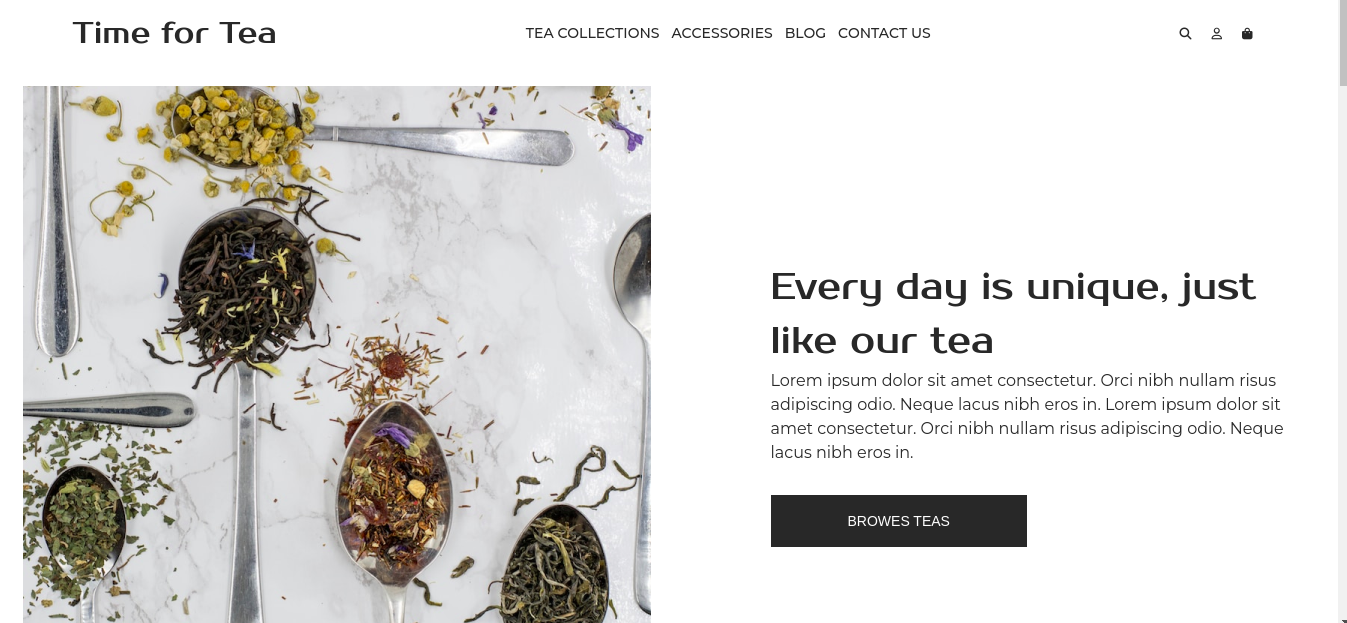 Time for Tea
TEA COLLECTIONS ACCESSORIES BLOG CONTACT US
Every day is unique, just
like our tea
Lorem ipsum dolor sit amet consectetur. Orci nibh nullam risus
adipiscing odio. Neque lacus nibh eros in. Lorem ipsum dolor sit
amet consectetur. Orci nibh nullam risus adipiscing odio. Neque
lacus nibh eros in.
BROWES TEAS